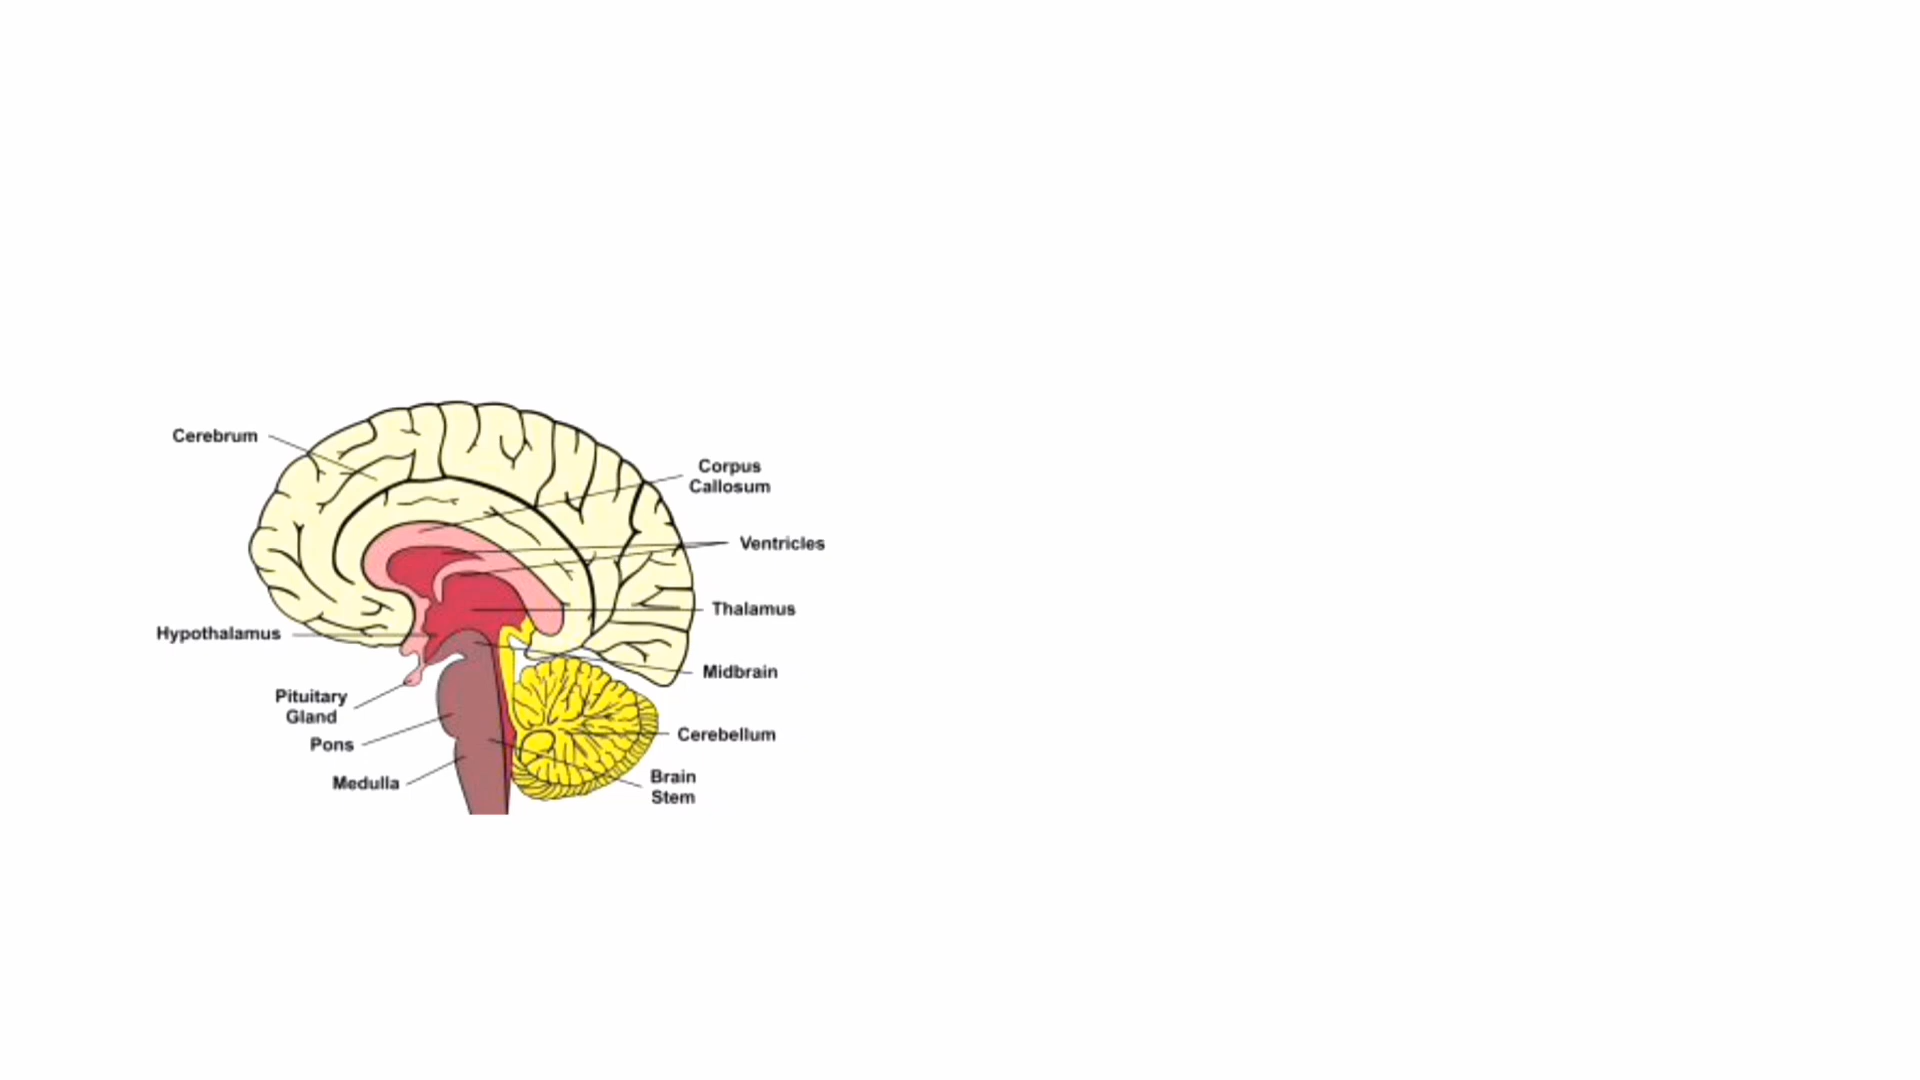 Cerebrum
Corpus
Callosum
Ventricles
Thalamus
Hypothalamus
Midbrain
Pituitary
Gland
Pons
Cerebellum
Medulla
Brain
Stem